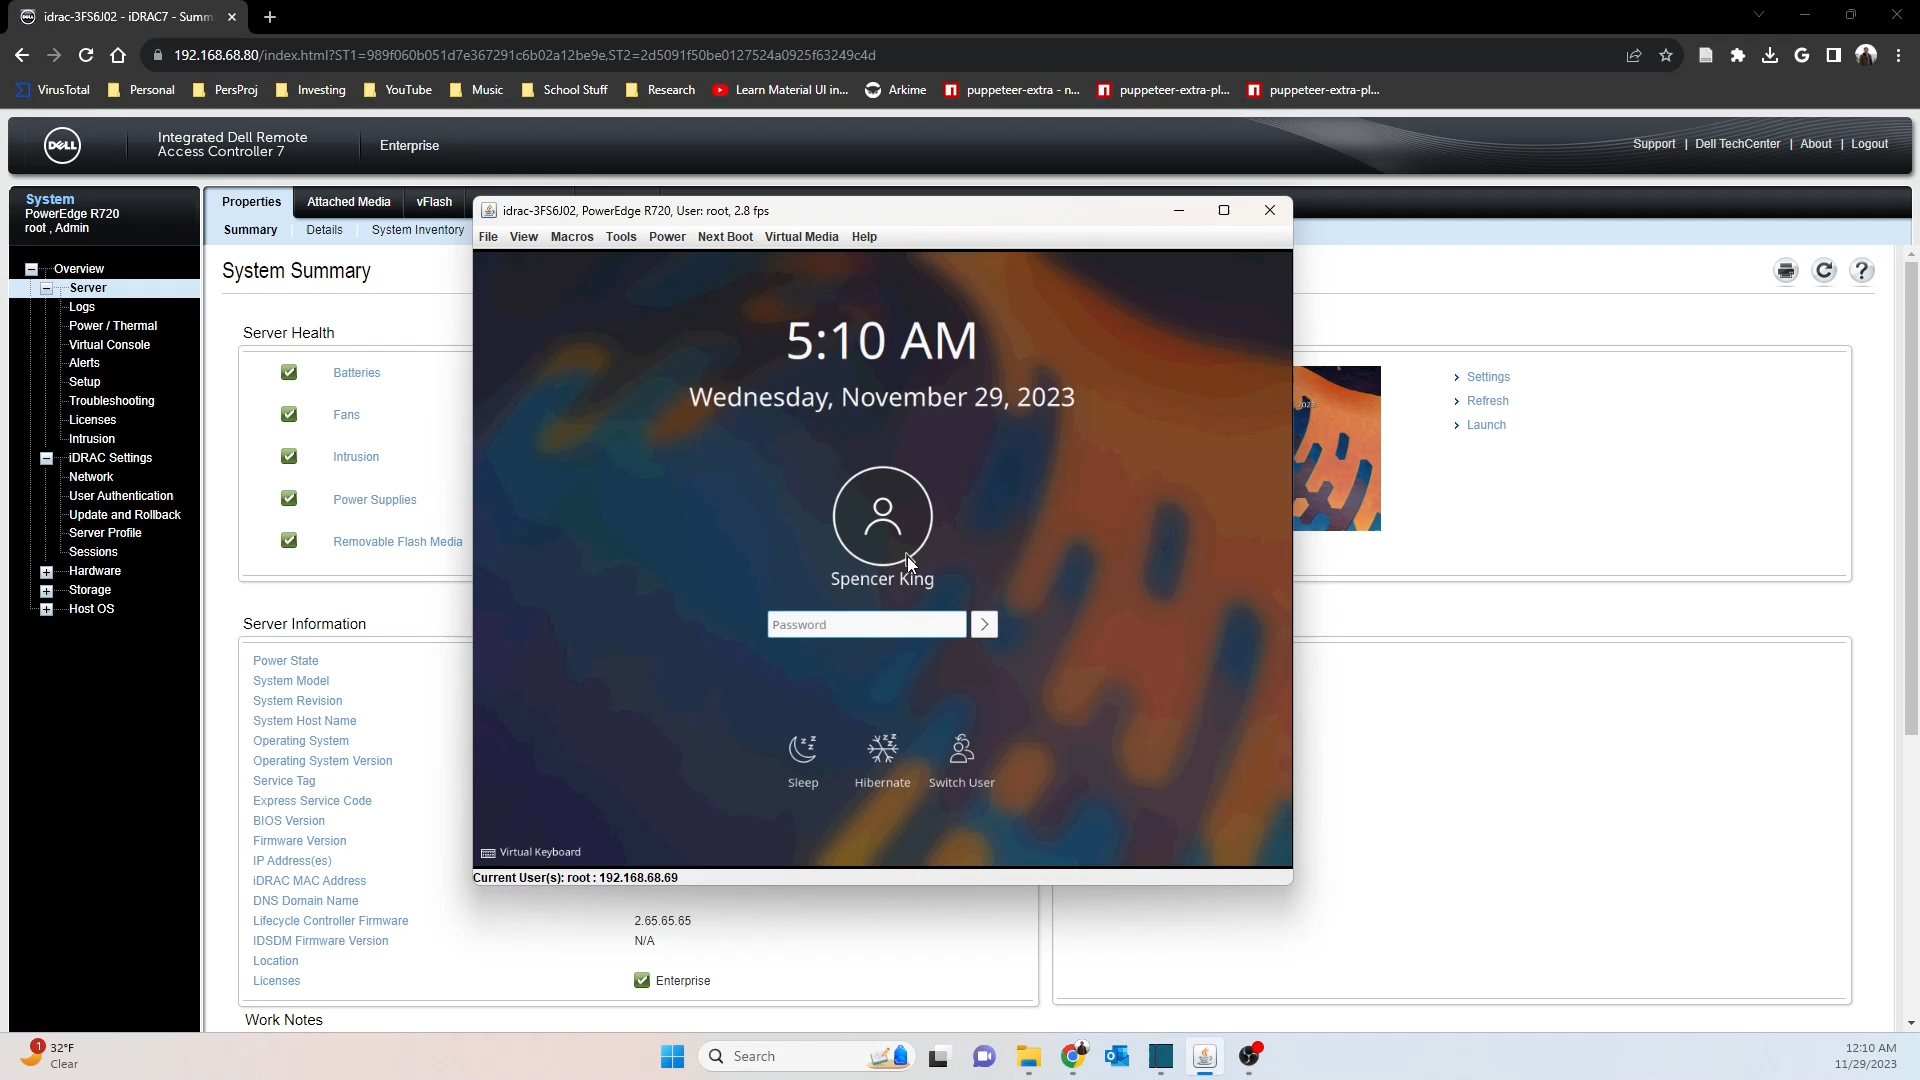 idrac-3FS6J02 - iDRAC7 - Summ
192.168.68.80/index.html?ST1=989f060b051d7e367291c6b02a12be9e,ST2=2d5091f50be0127524a0925f63249c4d
VirusTotal Personal PersProj Investing YouTube Music School Stuff Research Learn Material UI in... Arkime puppeteer-extra - n... puppeteer-extra-pl... puppeteer-extra-pl...
DELL
Integrated Dell Remote
Access Controller 7
Enterprise
Support | Dell TechCenter | About | Logout
System
PowerEdge R720
root , Admin
Overview
Server
Logs
Power / Thermal
Virtual Console
Alerts
Setup
Troubleshooting
Licenses
Intrusion
iDRAC Settings
Network
User Authentication
Update and Rollback
Server Profile
Sessions
Hardware
Storage
Host OS
Properties Attached Media vFlash
Summary Details System Inventory
System Summary
Server Health
Batteries
Fans
Intrusion
Power Supplies
Removable Flash Media
Settings
Refresh
Launch
Server Information
Power State
System Model
System Revision
System Host Name
Operating System
Operating System Version
Service Tag
Express Service Code
BIOS Version
Firmware Version
IP Address(es)
iDRAC MAC Address
DNS Domain Name
Lifecycle Controller Firmware 2.65.65.65
IDSDM Firmware Version N/A
Location
Licenses Enterprise
Work Notes
idrac-3FS6J02, PowerEdge R720, User: root, 2.8 fps
File View Macros Tools Power Next Boot Virtual Media Help
5:10 AM
Wednesday, November 29, 2023
Spencer King
Password
Sleep Hibernate Switch User
Virtual Keyboard
Current User(s): root : 192.168.68.69
2023
1
32°F
Clear
Search
12:10 AM
11/29/2023